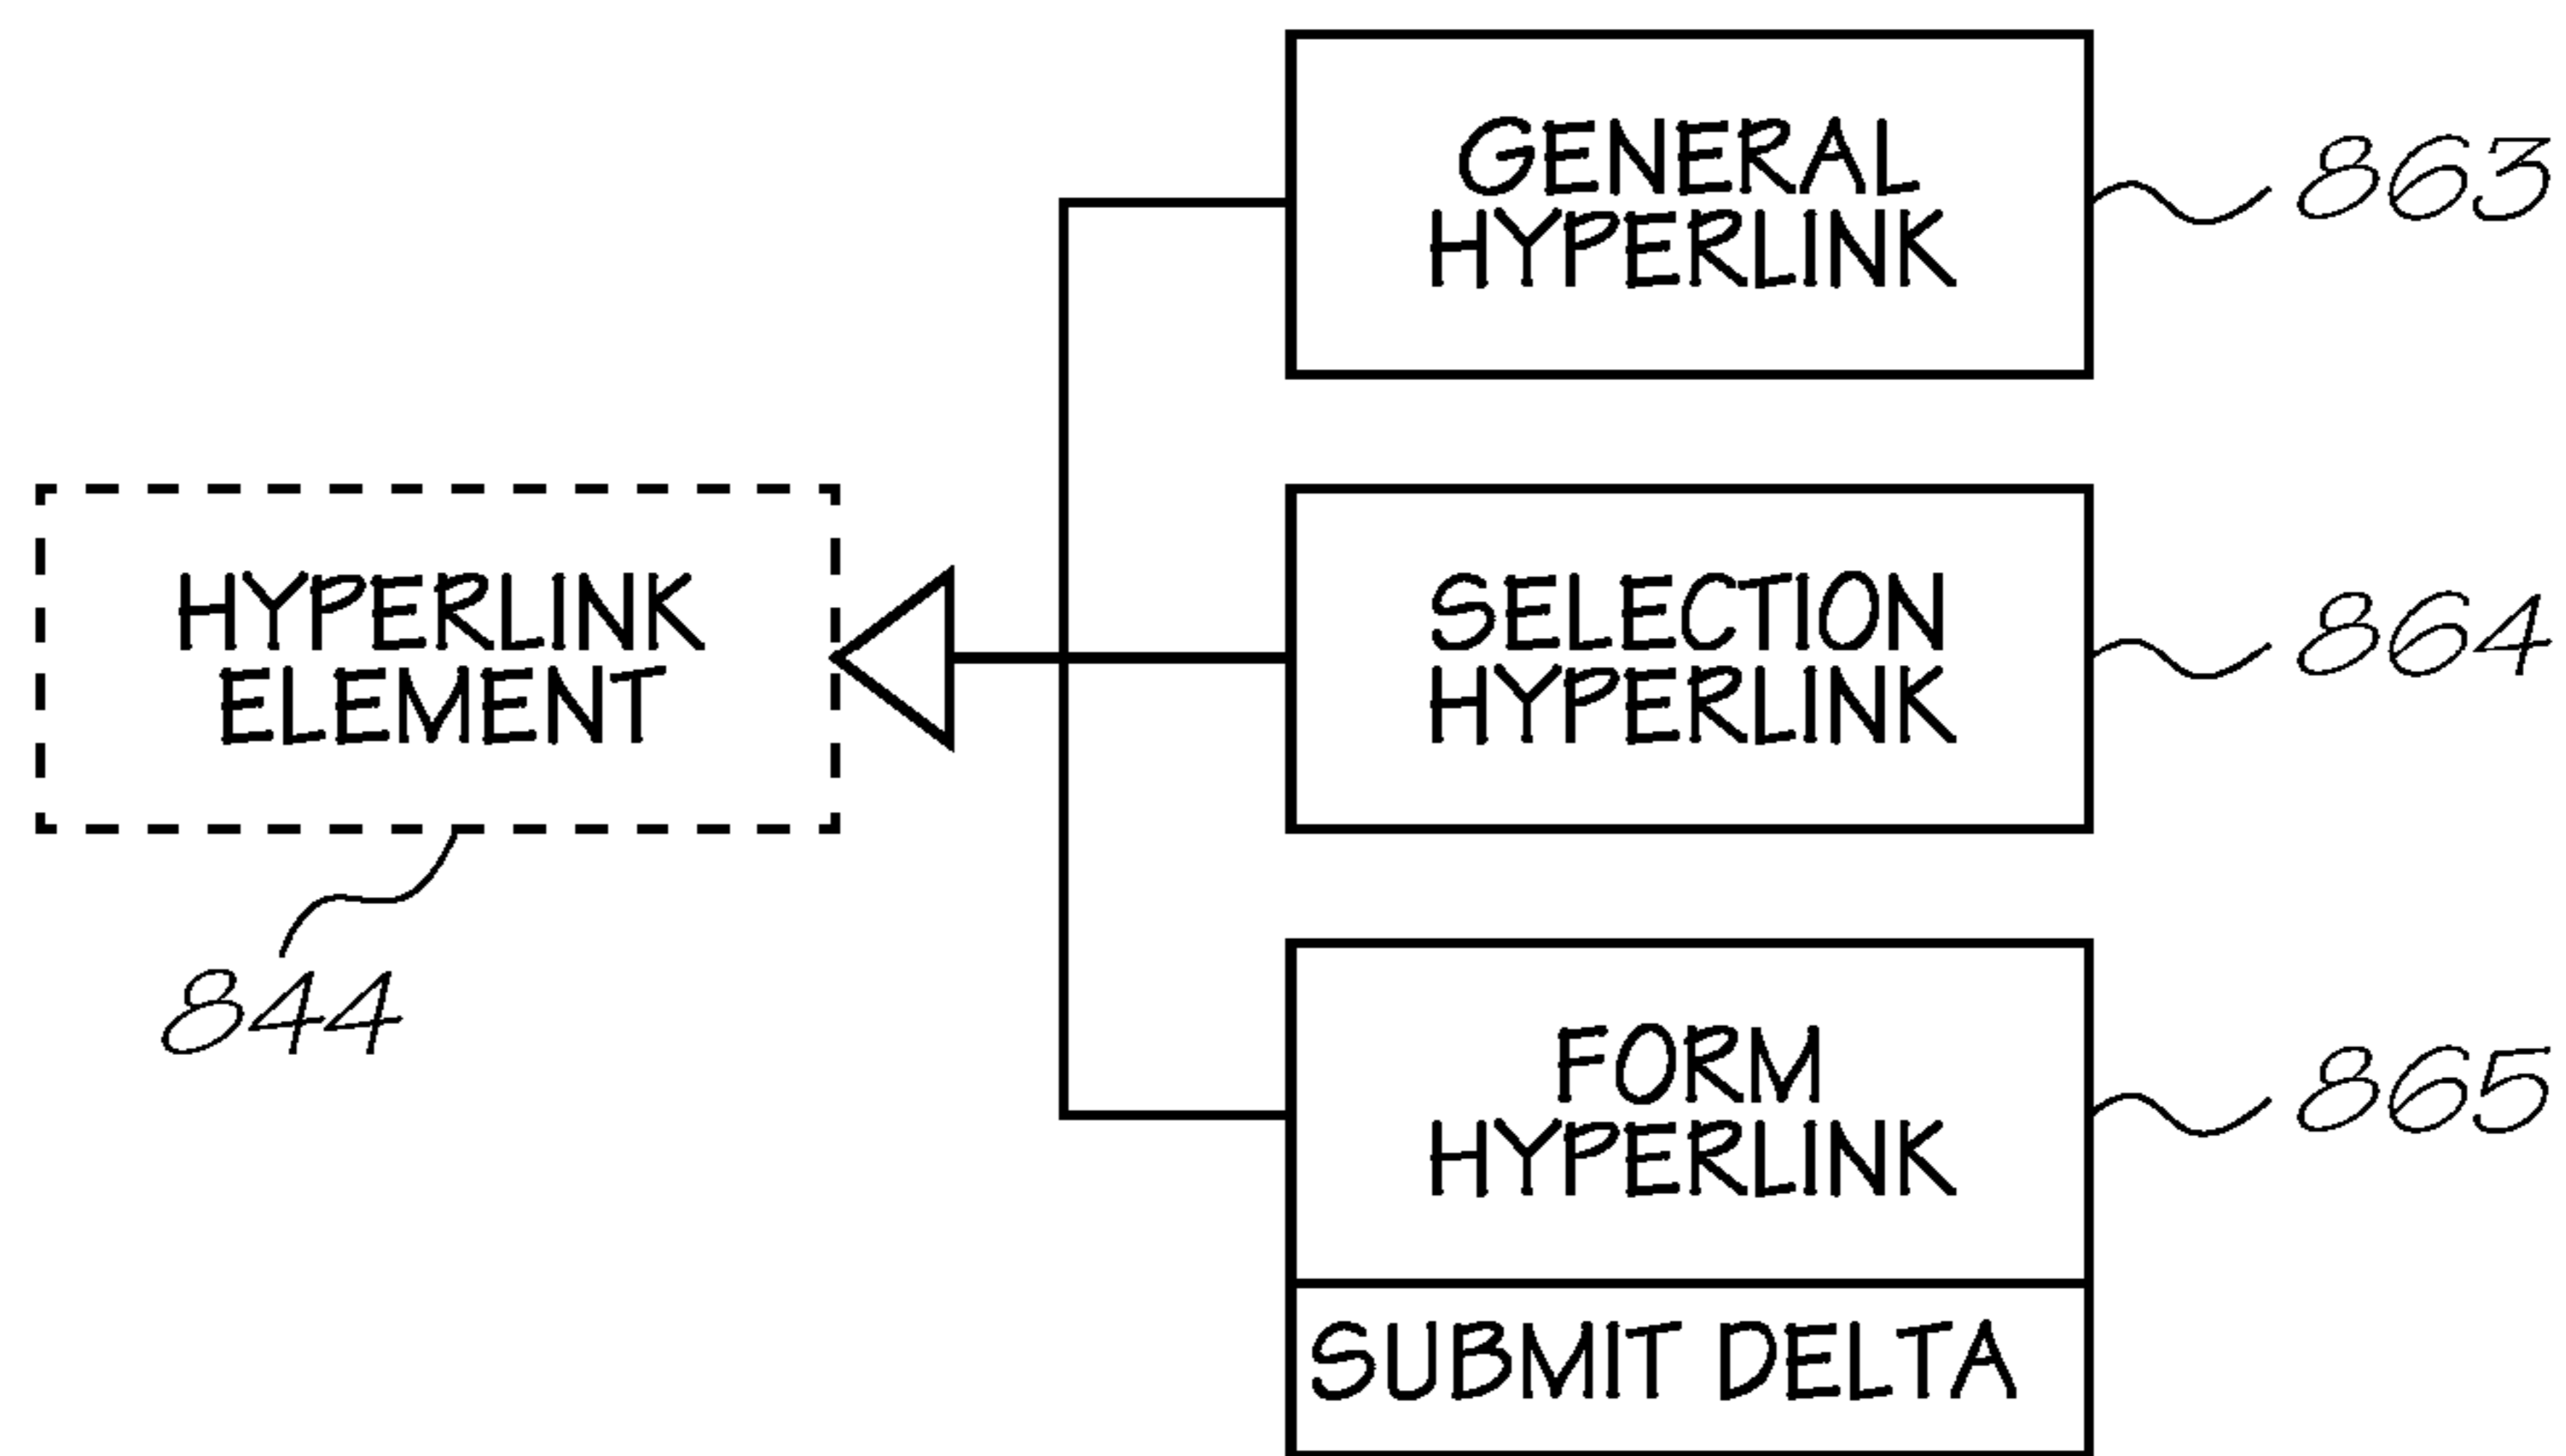 GENERAL
HYPERLINK
863
HYPERLINK
ELEMENT
844
SELECTION
HYPERLINK
864
FORM
HYPERLINK
865
SUBMIT DELTA